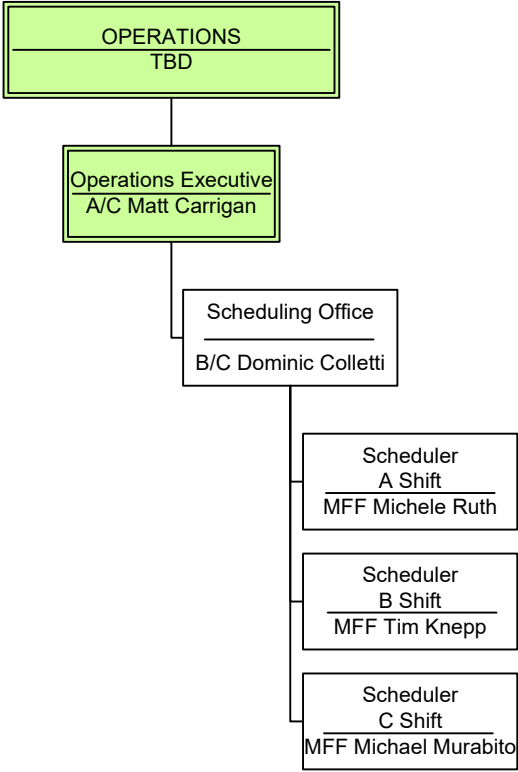 OPERATIONS
TBD
Operations Executive
A/C Matt Carrigan
Scheduling Office
B/C Dominic Colletti
Scheduler
A Shift
MFF Michele Ruth
Scheduler
B Shift
MFF Tim Knepp
Scheduler
C Shift
MFF Michael Murabito